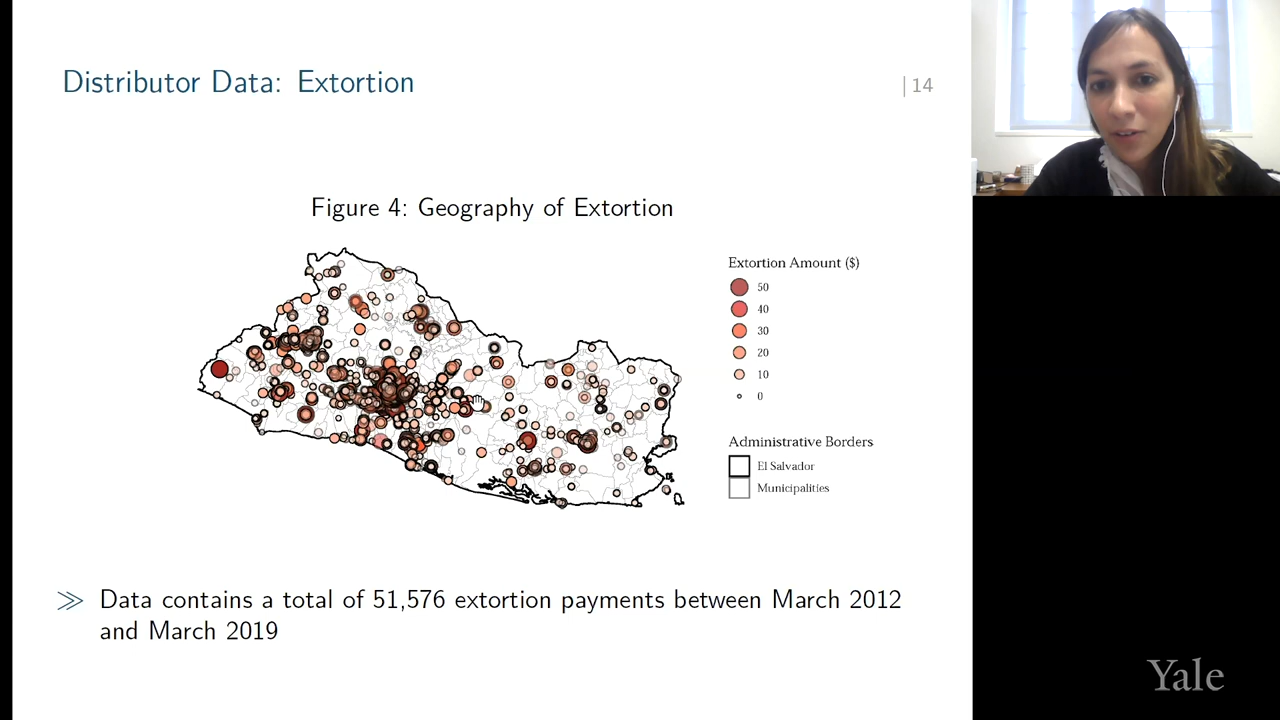 Distributor Data: Extortion
| 14
Figure 4: Geography of Extortion
Extortion Amount ($)
50
40
30
20
10
0
Administrative Borders
El Salvador
Municipalities
≫ Data contains a total of 51,576 extortion payments between March 2012
and March 2019
Yale